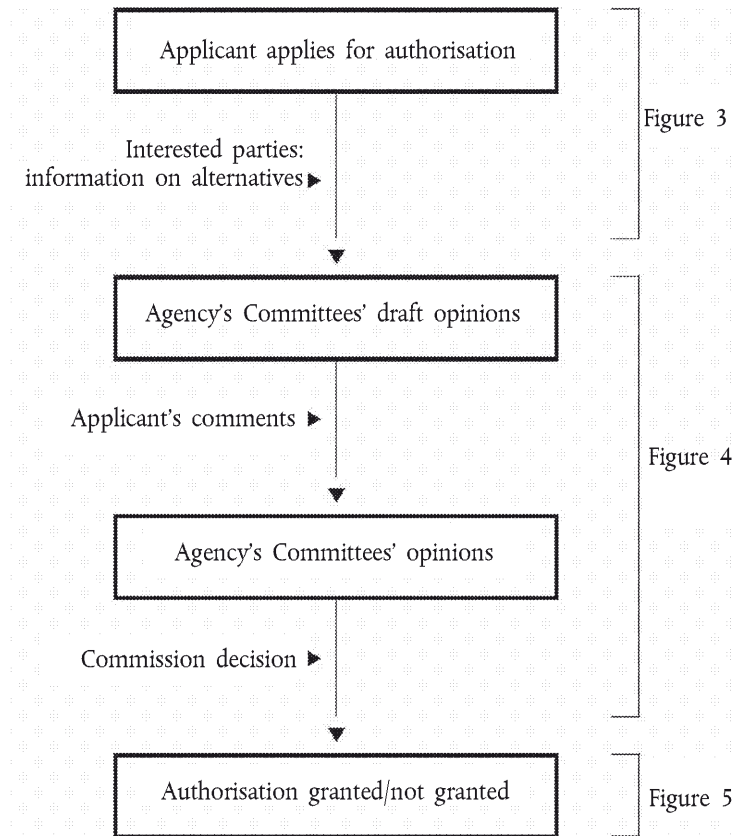 Applicant applies for authorisation
Figure 3
Interested parties:
information on alternatives
Agency's Committees' draft opinions
Applicant's comments
Figure 4
Agency's Committees' opinions
Commission decision
Authorisation granted/not granted
Figure 5